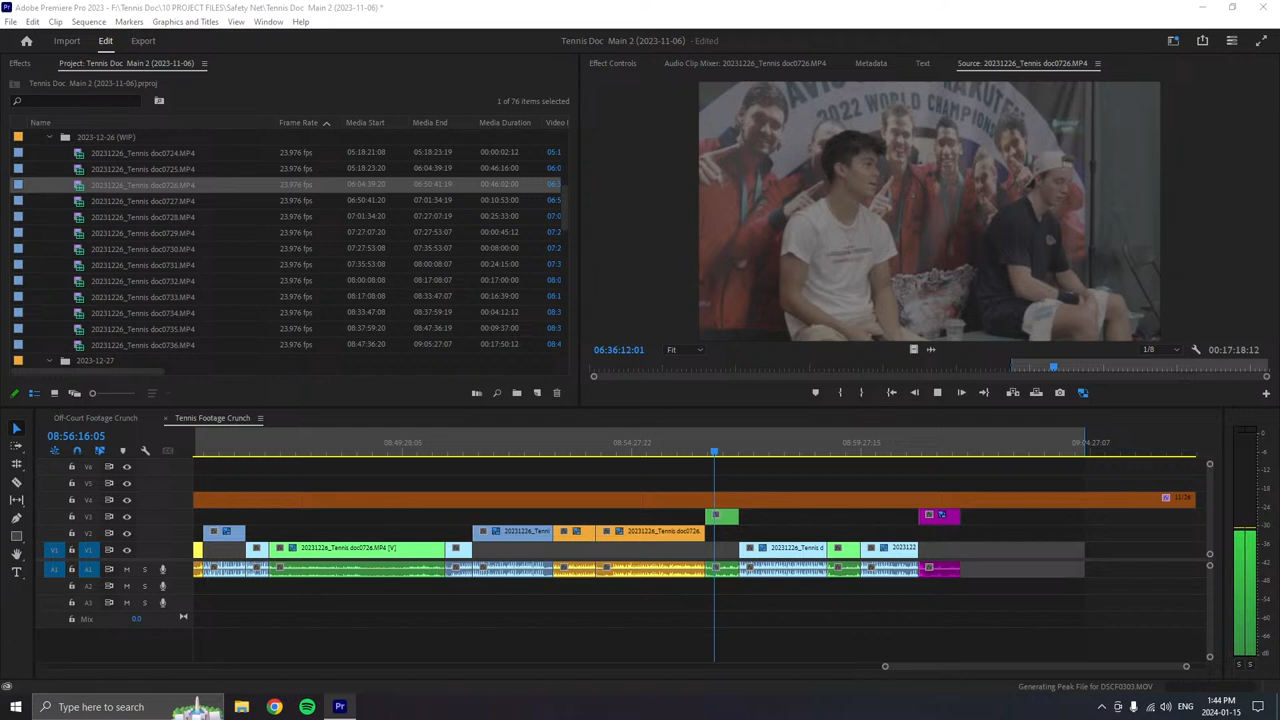 Adobe Premiere Pro 2023 - F:\Tennis Doc\10 PROJECT FILES\Safety Net\Tennis Doc  Main 2 (2023-11-06) *
File Edit Clip Sequence Markers Graphics and Titles View Window Help
Import Edit Export Tennis Doc  Main 2 (2023-11-06) - Edited
Effects Project: Tennis Doc  Main 2 (2023-11-06) Effect Controls Audio Clip Mixer: 20231226_Tennis doc0726.MP4 Metadata Text Source: 20231226_Tennis doc0726.MP4
Tennis Doc  Main 2 (2023-11-06).prproj
1 of 76 items selected
Name Frame Rate Media Start Media End Media Duration Video I
2023-12-26 (WIP)
20231226_Tennis doc0724.MP4 23.976 fps 05:18:21:08 05:18:23:19 00:00:02:12 05:1
20231226_Tennis doc0725.MP4 23.976 fps 05:18:23:20 06:04:39:19 00:46:16:00 06:
20231226_Tennis doc0726.MP4 23.976 fps 06:04:39:20 06:50:41:19 00:46:02:00 06:3
20231226_Tennis doc0727.MP4 23.976 fps 06:50:41:20 07:01:34:19 00:10:53:00 06:5
20231226_Tennis doc0728.MP4 23.976 fps 07:01:34:20 07:27:07:19 00:25:33:00 07:0
20231226_Tennis doc0729.MP4 23.976 fps 07:27:07:20 07:27:53:07 00:00:45:12 07:2
20231226_Tennis doc0730.MP4 23.976 fps 07:27:53:08 07:35:53:07 00:08:00:00 07:2
20231226_Tennis doc0731.MP4 23.976 fps 07:35:53:08 08:00:08:07 00:24:15:00 07:3
20231226_Tennis doc0732.MP4 23.976 fps 08:00:08:08 08:17:08:07 00:17:00:00 08:0
20231226_Tennis doc0733.MP4 23.976 fps 08:17:08:08 08:33:47:07 00:16:39:00 08:1
20231226_Tennis doc0734.MP4 23.976 fps 08:33:47:08 08:37:59:19 00:04:12:12 08:3
20231226_Tennis doc0735.MP4 23.976 fps 08:37:59:20 08:47:36:19 00:09:37:00 08:3
20231226_Tennis doc0736.MP4 23.976 fps 08:47:36:20 09:05:27:07 00:17:50:12 08:4
2023-12-27
2022 WORLD CHAMPIONS
06:36:12:01 Fit 1/8 00:17:18:12
Off-Court Footage Crunch Tennis Footage Crunch
08:56:16:05
08:49:28:05 08:54:27:22 08:59:27:15 09:04:27:07
V6
V5
V4 11/26
V3
V2 20231226_Tenni 20231226_Tennis doc0726.
V1 V1 20231226_Tennis doc0726.MP4 [V] 20231226_Tennis d 202312
A1 A1 M S
A2 M S
A3 M S
Mix 0.0
0
-6
-12
-18
-24
-30
-36
-42
-48
-54
dB
S S
Generating Peak File for DSCF0303.MOV
Type here to search
ENG
1:44 PM
2024-01-15